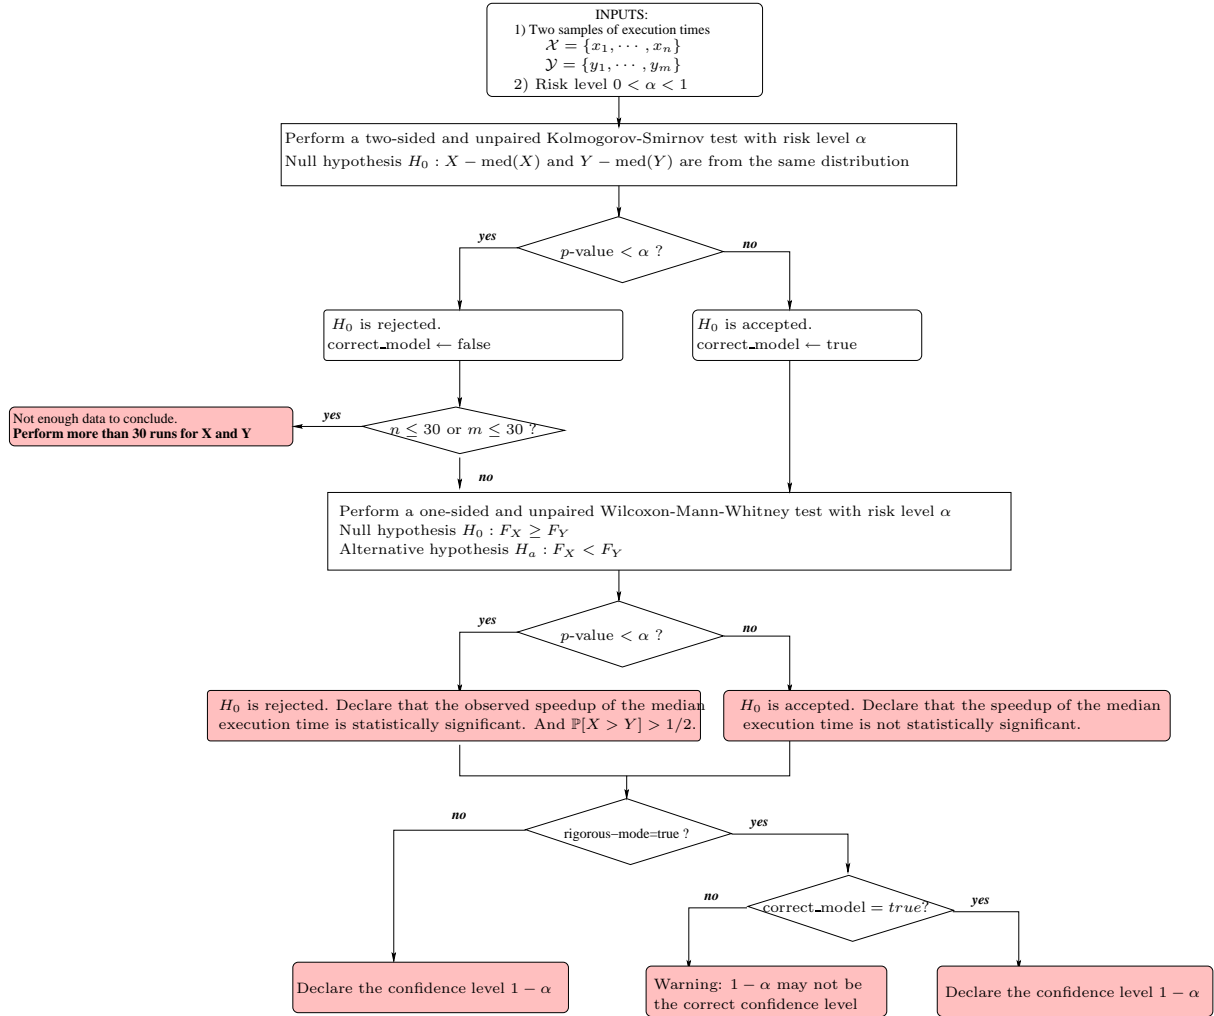 INPUTS:
1) Two samples of execution times
𝒳 = {x₁, ⋯ , xₙ}
𝒴 = {y₁, ⋯ , yₘ}
2) Risk level 0 < α < 1
Perform a two-sided and unpaired Kolmogorov-Smirnov test with risk level α
Null hypothesis H₀ : X − med(X) and Y − med(Y) are from the same distribution
yes
p-value < α ?
no
H₀ is rejected.
correct_model ← false
H₀ is accepted.
correct_model ← true
Not enough data to conclude.
Perform more than 30 runs for X and Y
yes
n ≤ 30 or m ≤ 30 ?
no
Perform a one-sided and unpaired Wilcoxon-Mann-Whitney test with risk level α
Null hypothesis H₀ : F_X ≥ F_Y
Alternative hypothesis Hₐ : F_X < F_Y
yes
p-value < α ?
no
H₀ is rejected. Declare that the observed speedup of the median
execution time is statistically significant. And ℙ[X > Y] > 1/2.
H₀ is accepted. Declare that the speedup of the median
execution time is not statistically significant.
no
rigorous−mode=true ?
yes
no
correct_model = true?
yes
Declare the confidence level 1 − α
Warning: 1 − α may not be
the correct confidence level
Declare the confidence level 1 − α